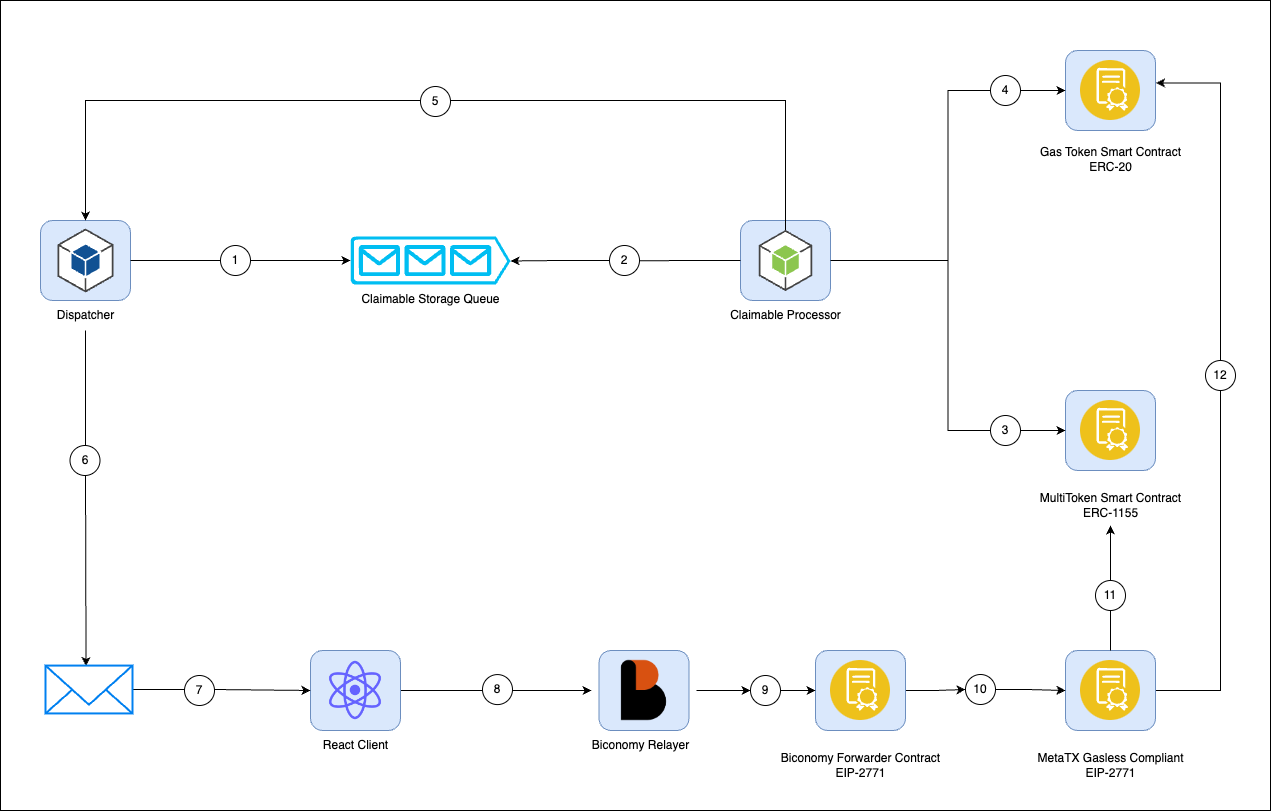 5
4
Gas Token Smart Contract
ERC-20
1
Claimable Storage Queue
2
Dispatcher
Claimable Processor
12
3
6
MultiToken Smart Contract
ERC-1155
11
7
React Client
8
Biconomy Relayer
9
Biconomy Forwarder Contract
EIP-2771
10
MetaTX Gasless Compliant
EIP-2771